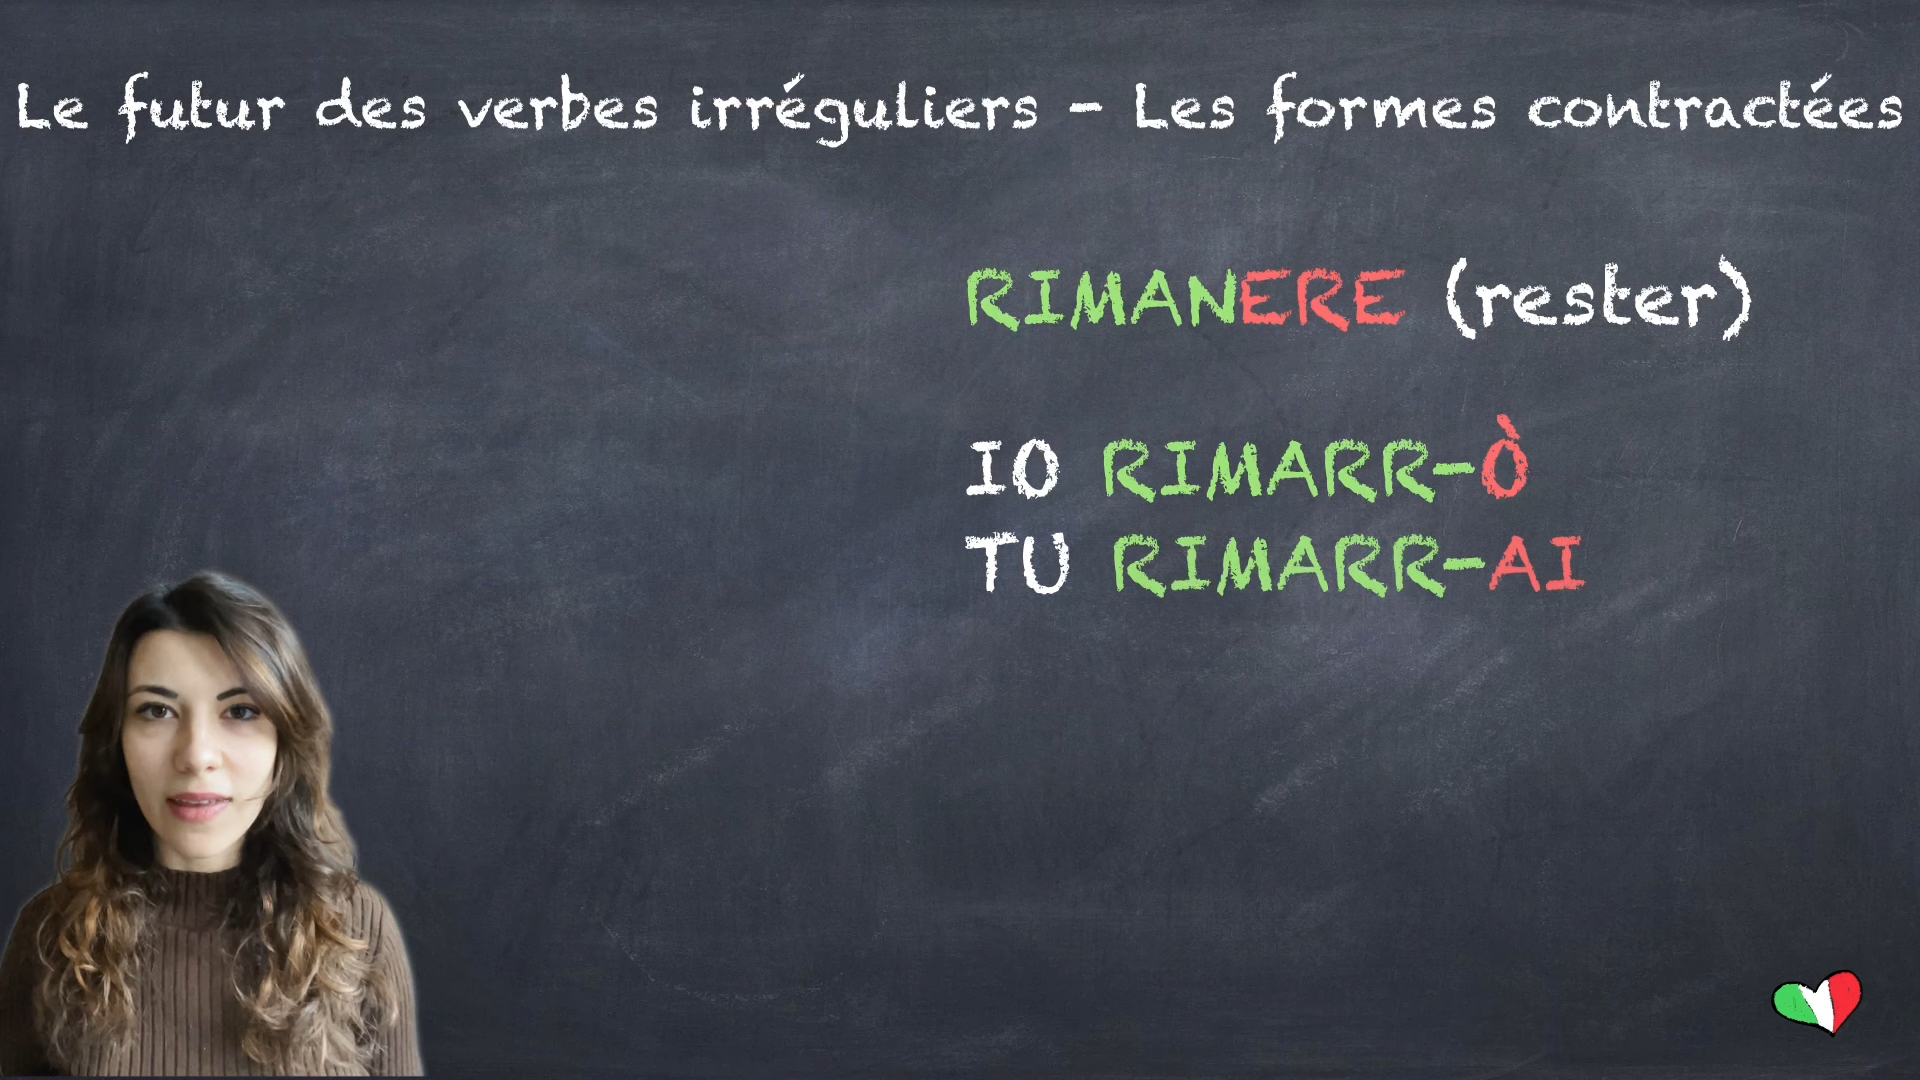 Le futur des verbes irréguliers - Les formes contractées
RIMANERE (rester)
IO RIMARR-Ò
TU RIMARR-AI